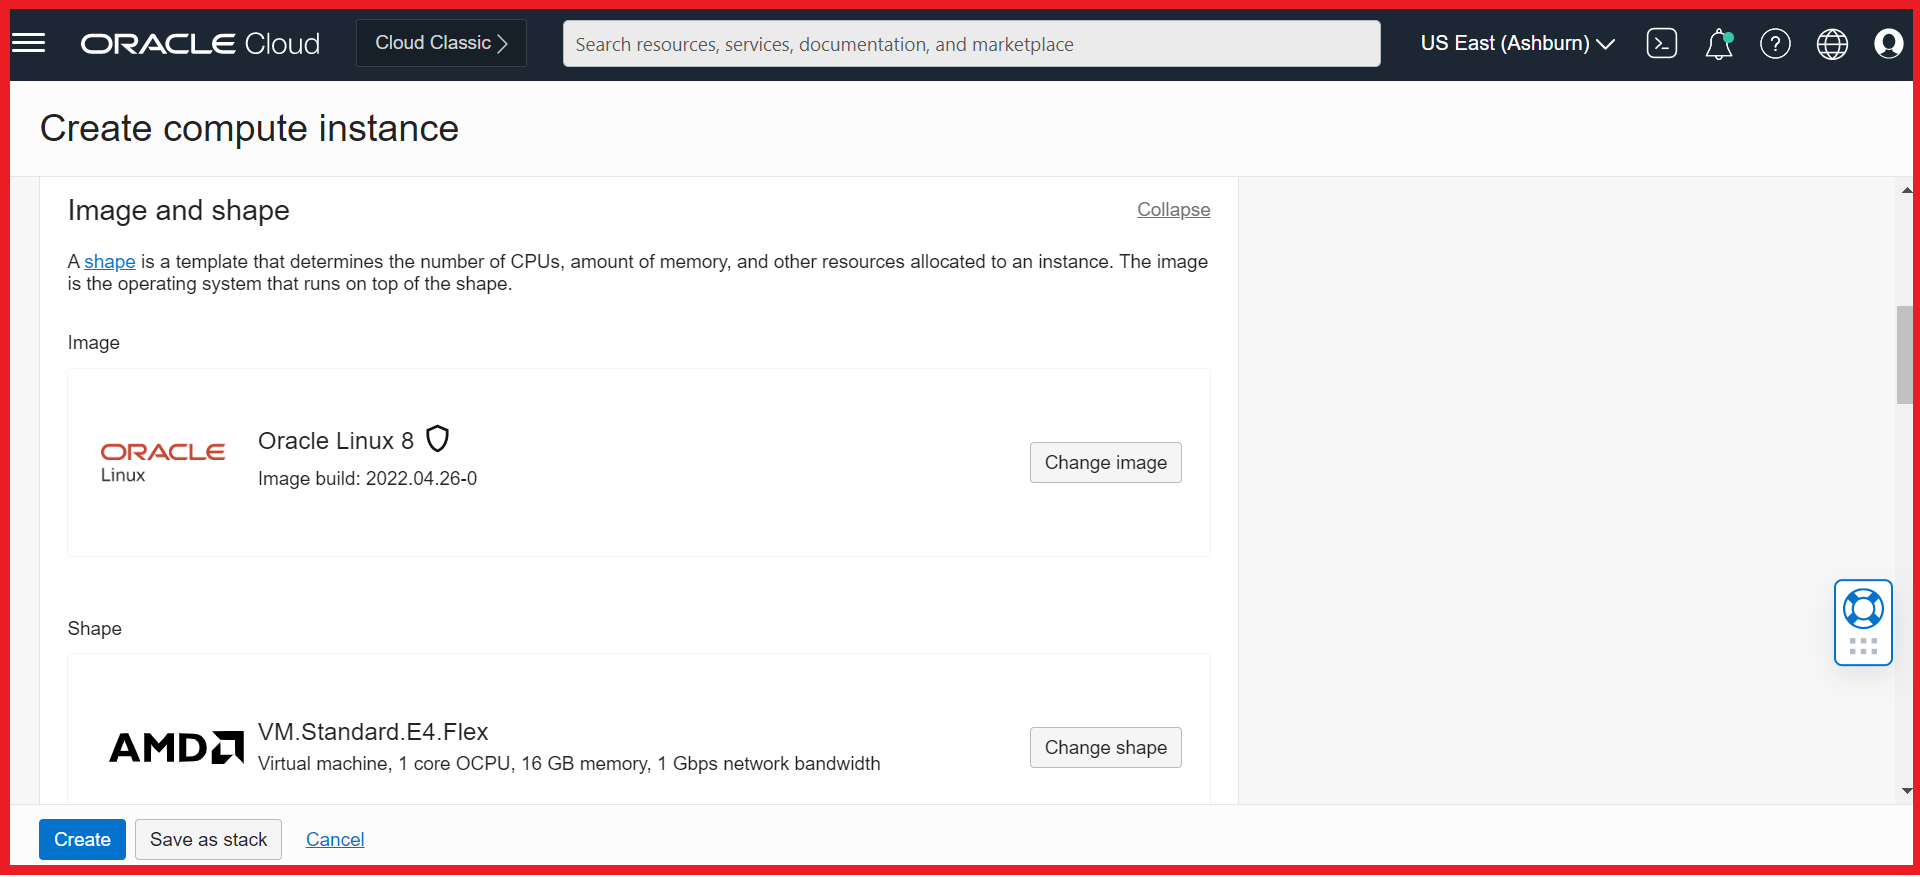 ORACLE Cloud
Cloud Classic
Search resources, services, documentation, and marketplace
US East (Ashburn)
Create compute instance
Image and shape
Collapse
A shape is a template that determines the number of CPUs, amount of memory, and other resources allocated to an instance. The image
is the operating system that runs on top of the shape.
Image
ORACLE
Linux
Oracle Linux 8
Image build: 2022.04.26-0
Change image
Shape
AMD
VM.Standard.E4.Flex
Virtual machine, 1 core OCPU, 16 GB memory, 1 Gbps network bandwidth
Change shape
Create
Save as stack
Cancel